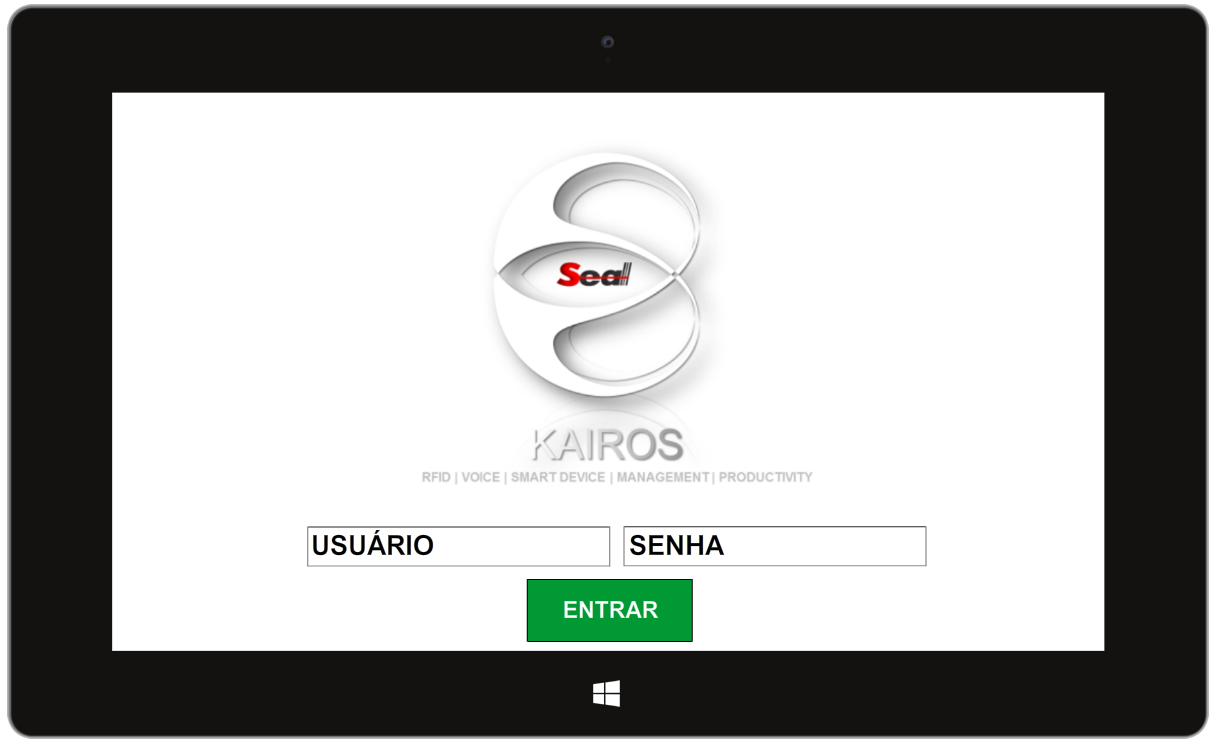 Seal
KAIROS
RFID | VOICE | SMART DEVICE | MANAGEMENT | PRODUCTIVITY
USUÁRIO SENHA
ENTRAR